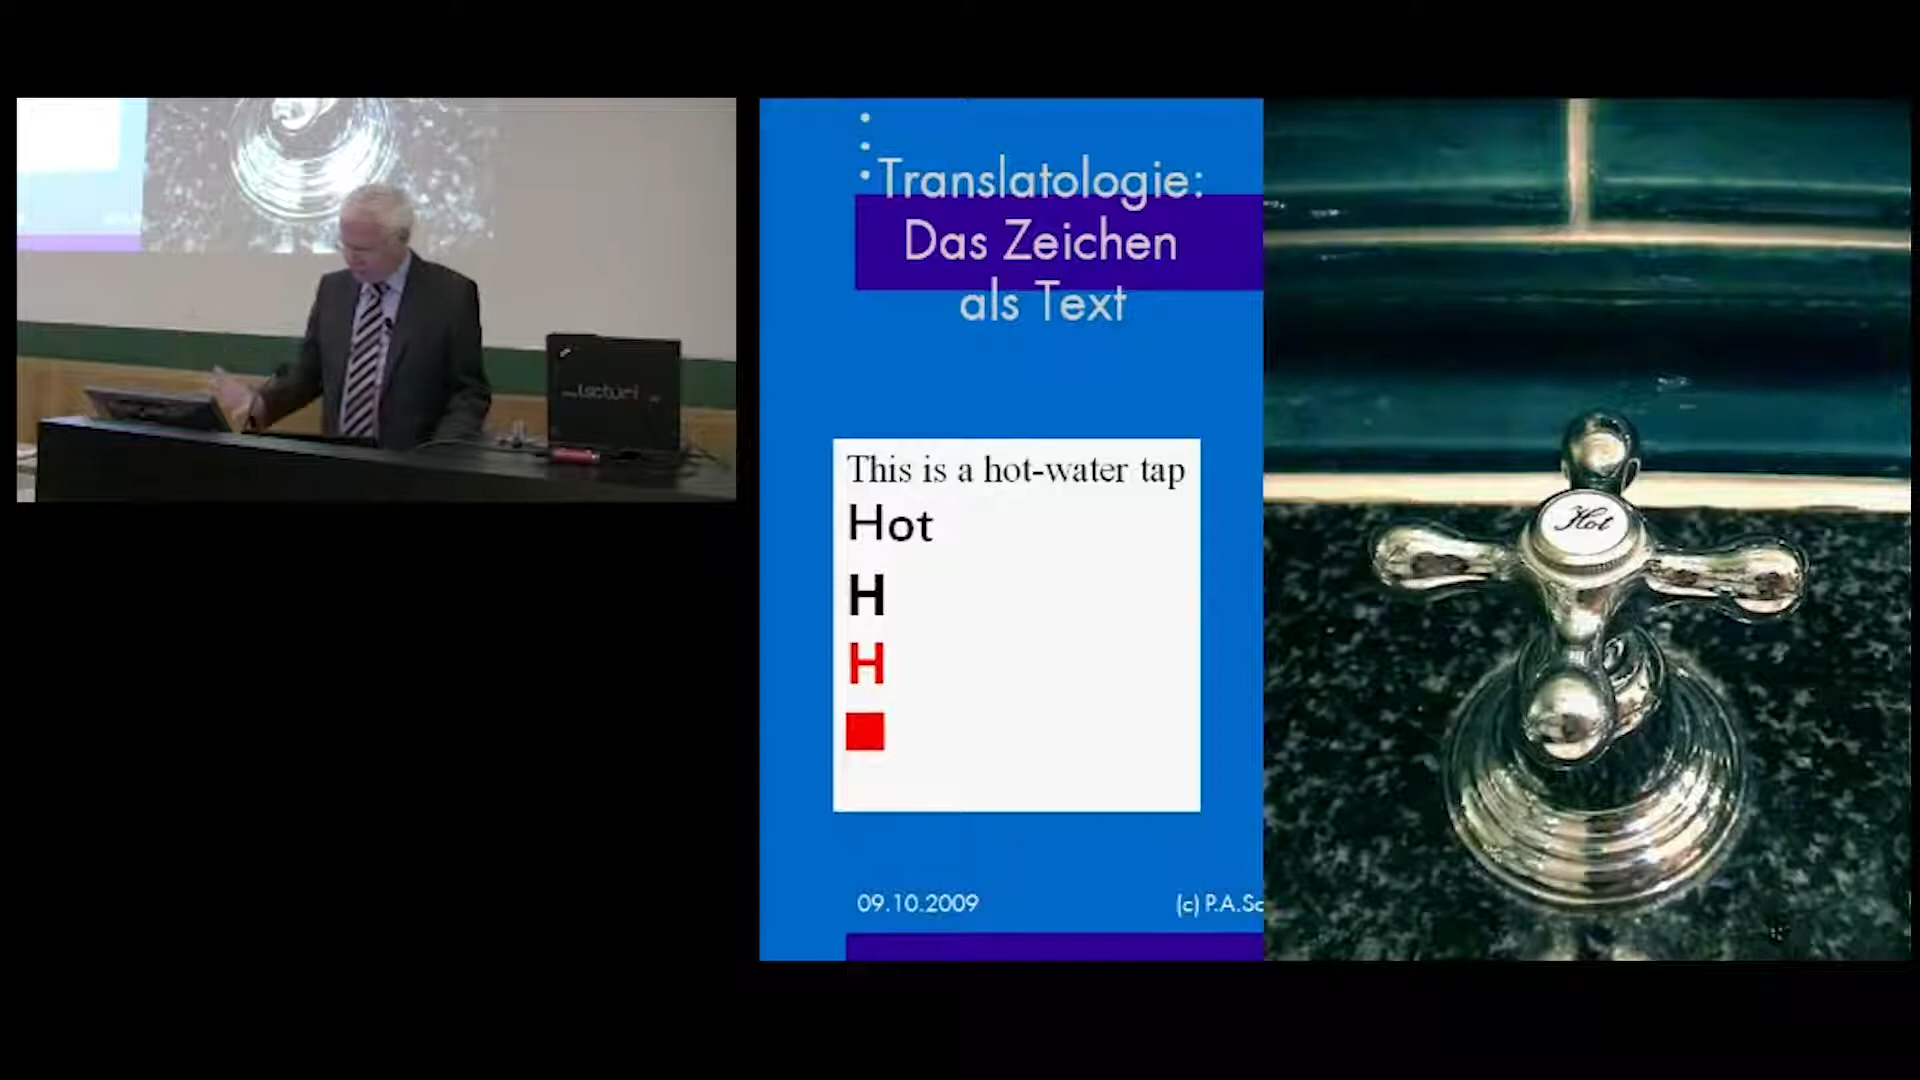 Translatologie:
Das Zeichen
als Text
This is a hot-water tap
Hot
H
H
09.10.2009
(c) P.A.Sc
Hot